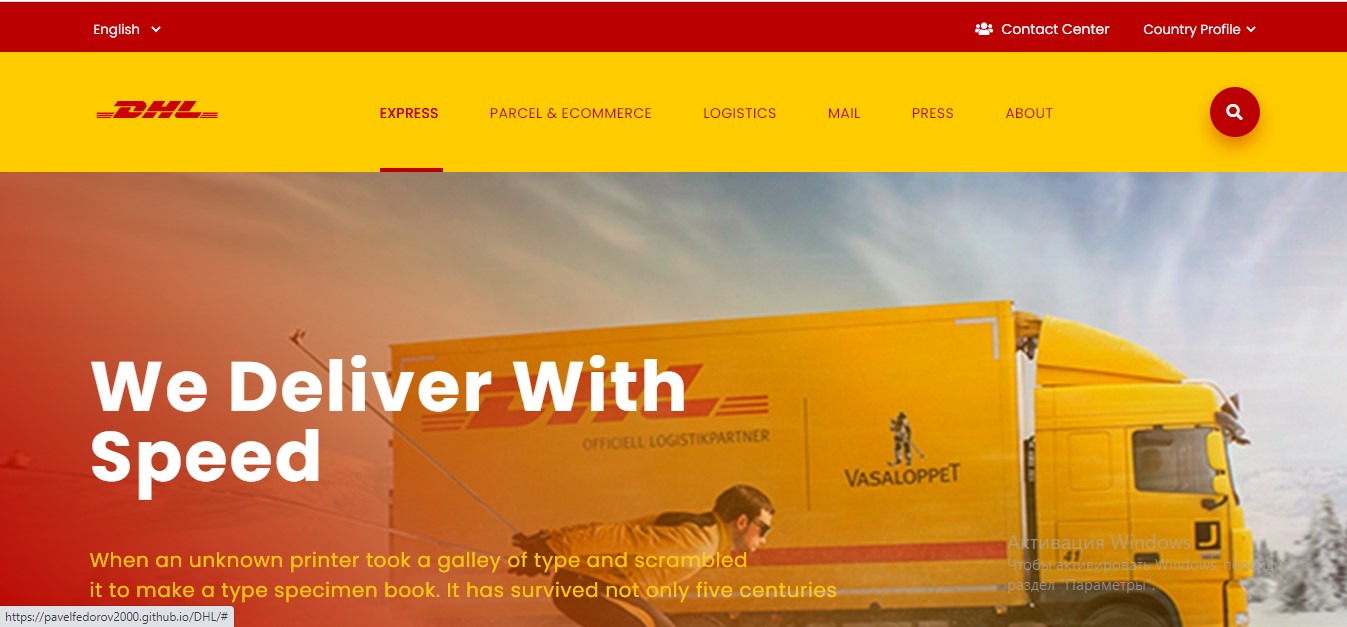 English
Contact Center
Country Profile
DHL
EXPRESS
PARCEL & ECOMMERCE
LOGISTICS
MAIL
PRESS
ABOUT
We Deliver With
Speed
DHL
OFFICIELL LOGISTIKPARTNER
VASALOPPET
When an unknown printer took a galley of type and scrambled
it to make a type specimen book. It has survived not only five centuries
41
Активация Windows
Чтобы активировать Windows,
раздел "Параметры".
https://pavelfedorov2000.github.io/DHL/#